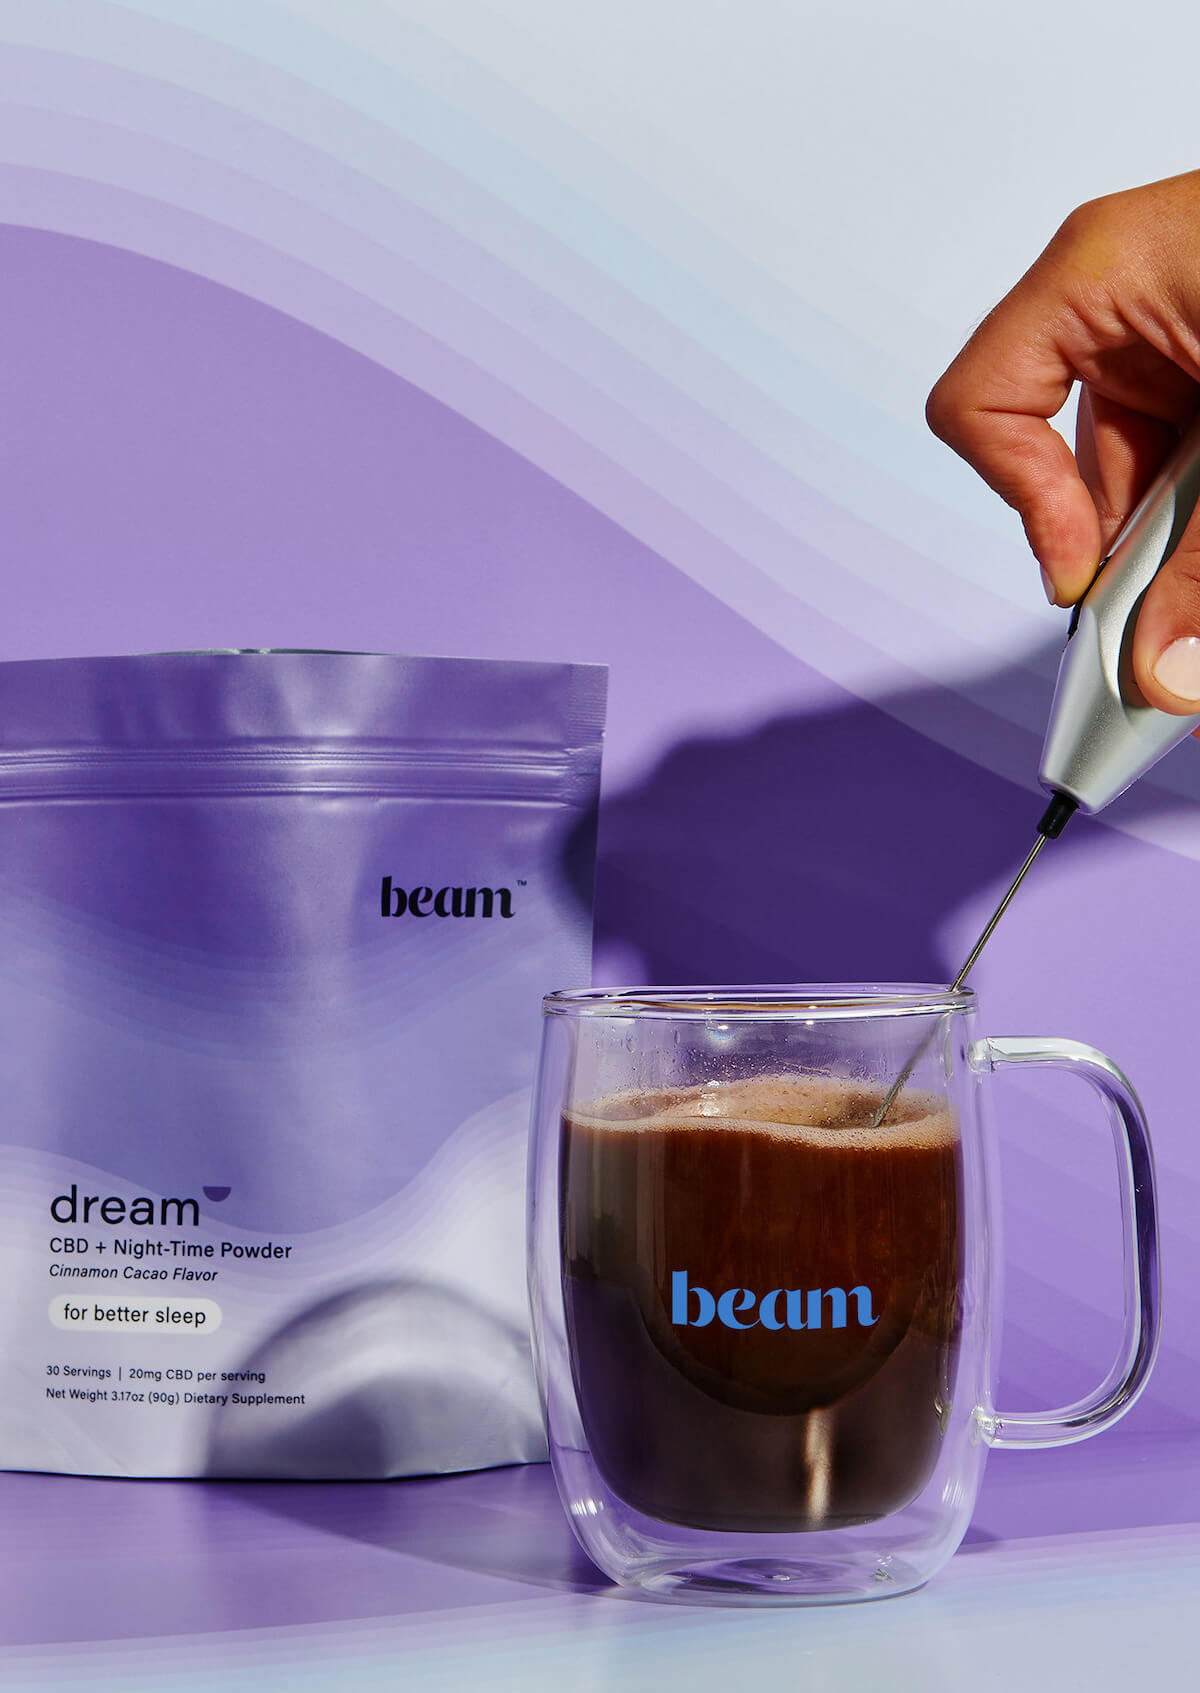 beam™
dream
CBD + Night-Time Powder
Cinnamon Cacao Flavor
for better sleep
30 Servings | 20mg CBD per serving
Net Weight 3.17oz (90g) Dietary Supplement
beam